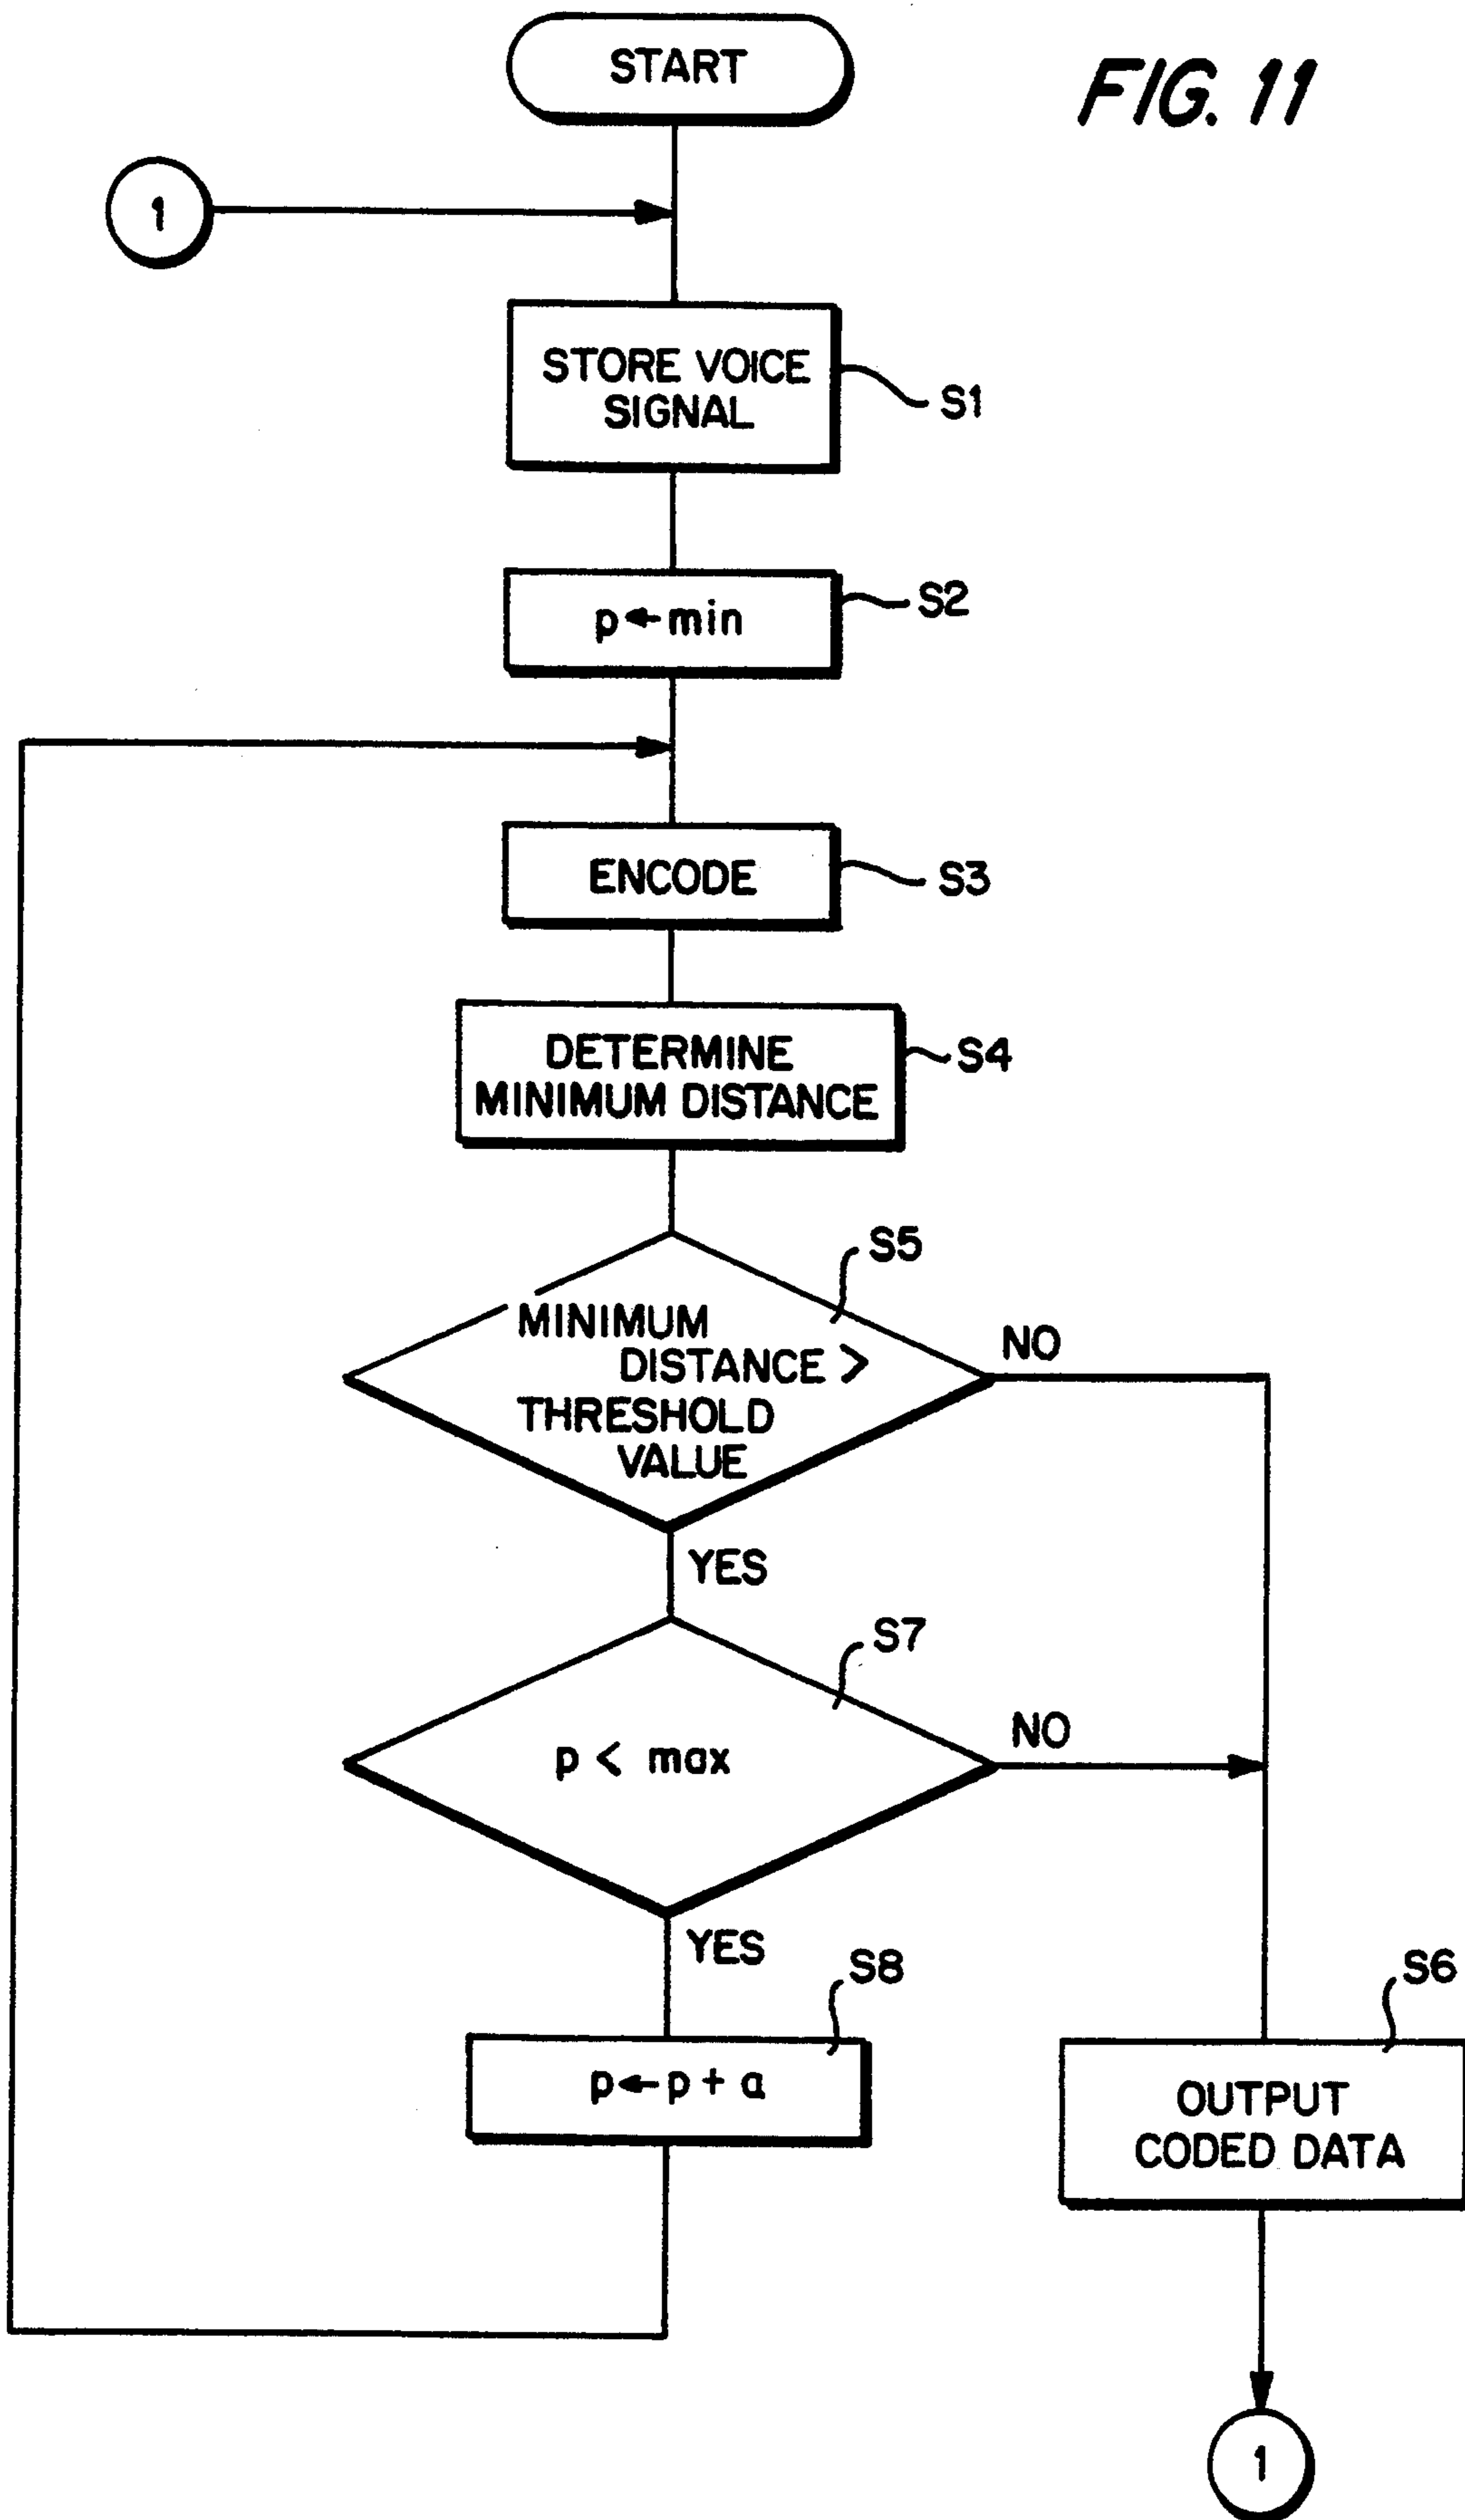 START
FIG. 11
1
STORE VOICE
SIGNAL
S1
p←min
S2
ENCODE
S3
DETERMINE
MINIMUM DISTANCE
S4
S5
MINIMUM
DISTANCE >
THRESHOLD
VALUE
NO
YES
S7
p < max
NO
YES
S8
p←p + a
S6
OUTPUT
CODED DATA
1